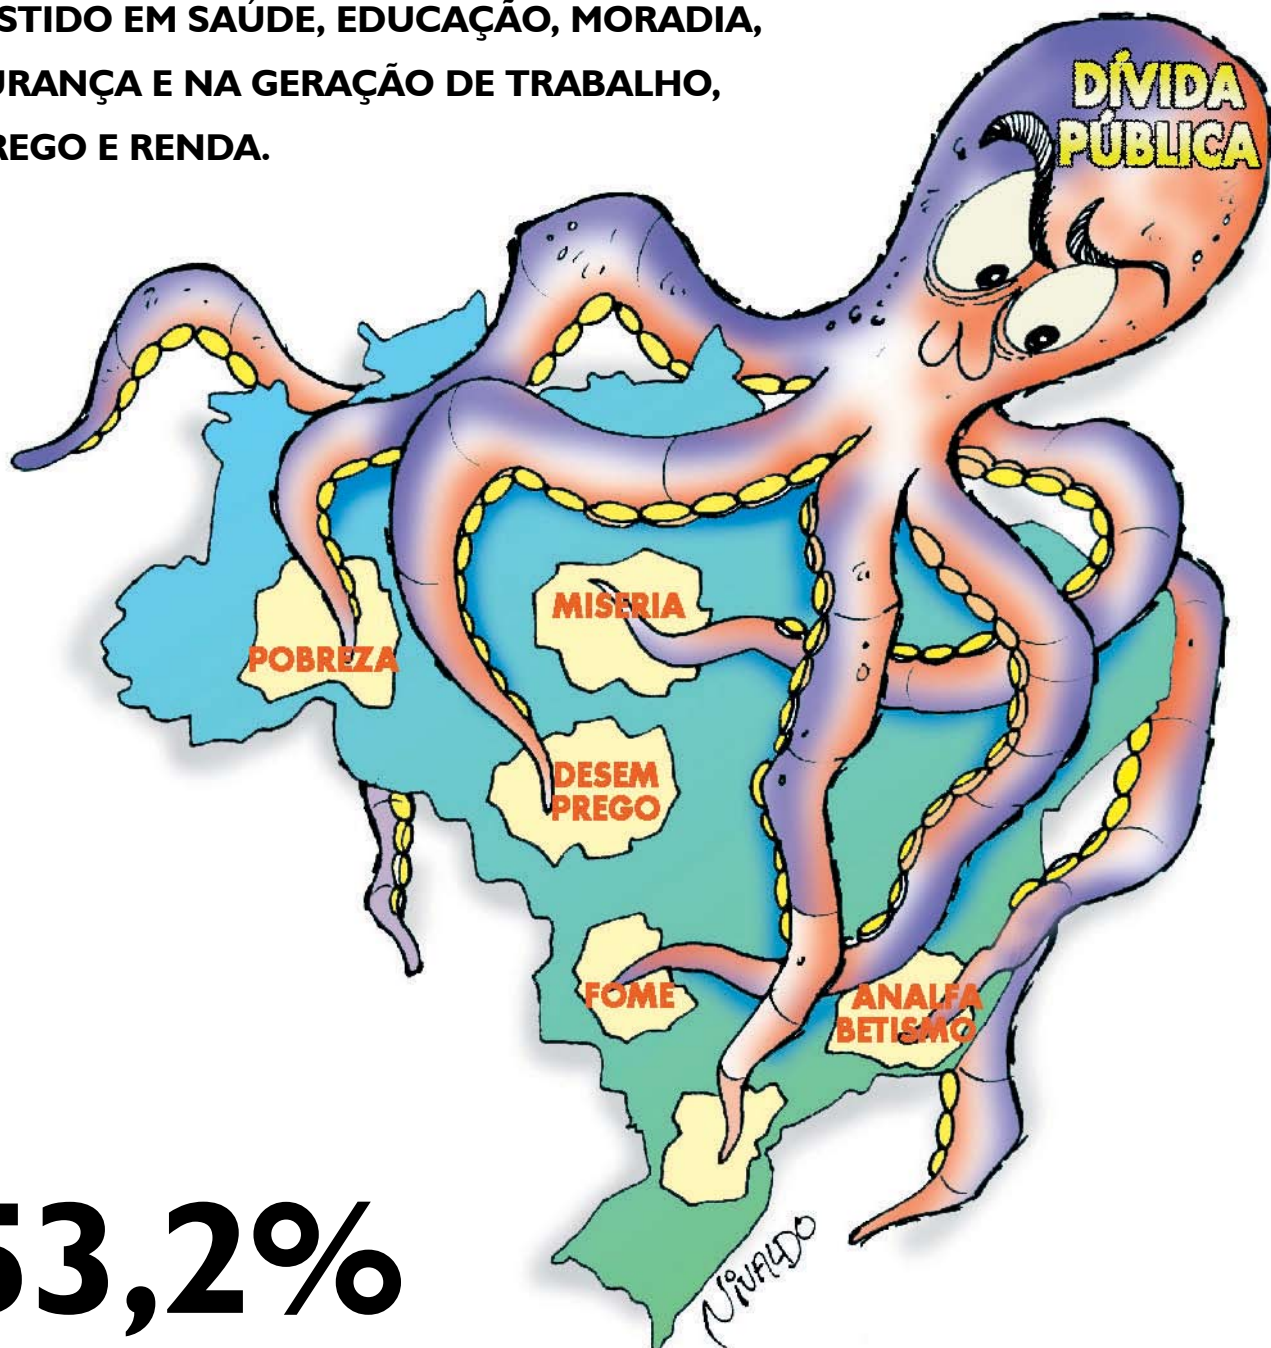 STIDO EM SAÚDE, EDUCAÇÃO, MORADIA,
URANÇA E NA GERAÇÃO DE TRABALHO,
REGO E RENDA.
DÍVIDA
PÚBLICA
MISERIA
POBREZA
DESEM
PREGO
FOME
ANALFA
BETISMO
53,2%
NIVALDO